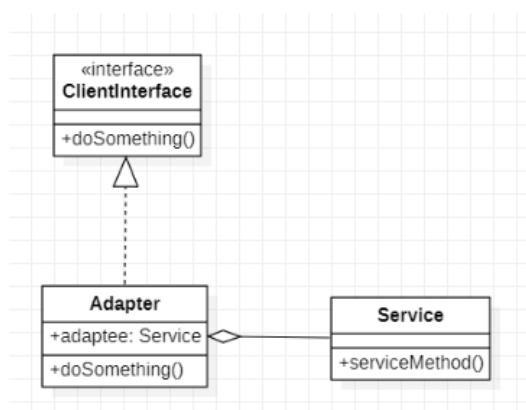 «interface»
ClientInterface
+doSomething()
Adapter
+adaptee: Service
+doSomething()
Service
+serviceMethod()